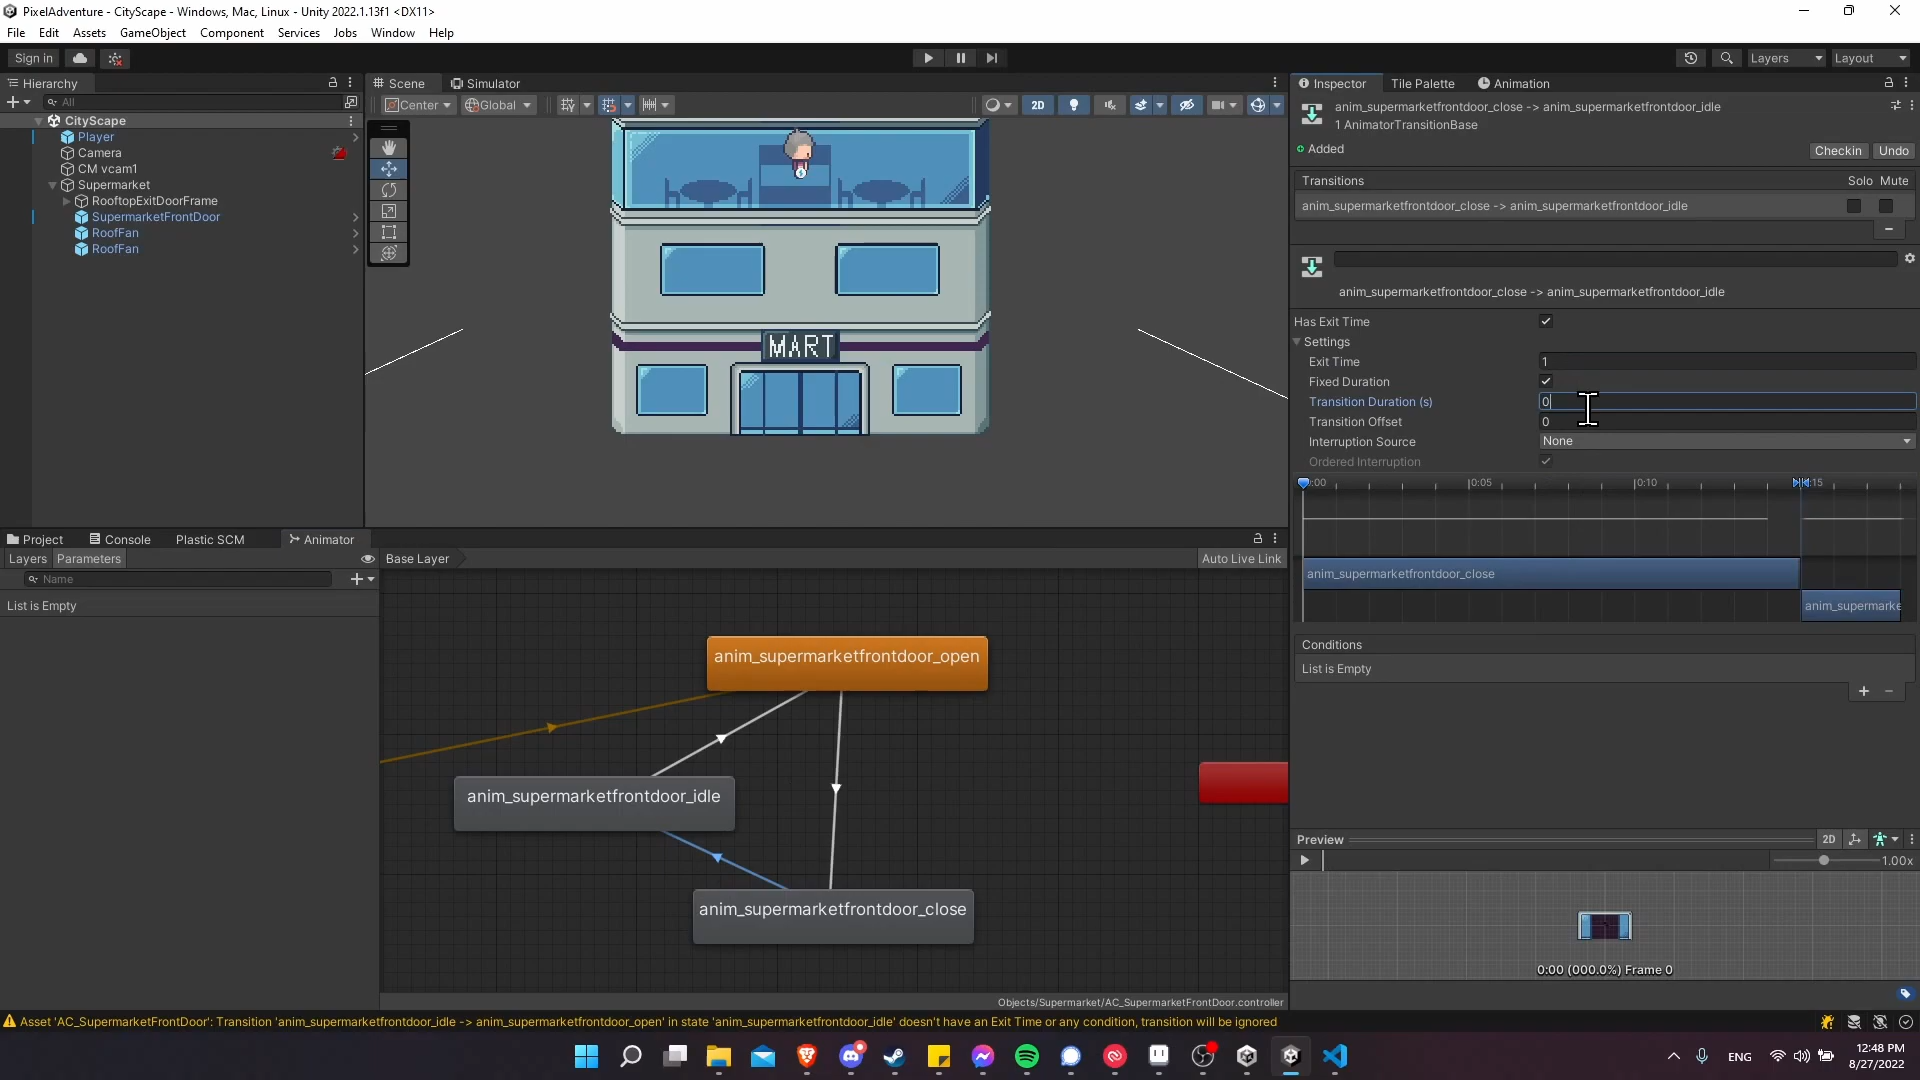 PixelAdventure - CityScape - Windows, Mac, Linux - Unity 2022.1.13f1 <DX11>
File Edit Assets GameObject Component Services Jobs Window Help
Sign in
Layers
Layout
Hierarchy
All
CityScape
Player
Camera
CM vcam1
Supermarket
RooftopExitDoorFrame
SupermarketFrontDoor
RoofFan
RoofFan
Scene Simulator
Center Global
2D
MART
Inspector Tile Palette Animation
anim_supermarketfrontdoor_close -> anim_supermarketfrontdoor_idle
1 AnimatorTransitionBase
Added Checkin Undo
Transitions Solo Mute
anim_supermarketfrontdoor_close -> anim_supermarketfrontdoor_idle
anim_supermarketfrontdoor_close -> anim_supermarketfrontdoor_idle
Has Exit Time
Settings
Exit Time 1
Fixed Duration
Transition Duration (s) 0
Transition Offset 0
Interruption Source None
Ordered Interruption
:00 0:05 0:10 :15
anim_supermarketfrontdoor_close
anim_supermarke
Conditions
List is Empty
Preview 2D
1.00x
0:00 (000.0%) Frame 0
Project Console Plastic SCM Animator
Layers Parameters
Name
List is Empty
Base Layer Auto Live Link
anim_supermarketfrontdoor_open
anim_supermarketfrontdoor_idle
anim_supermarketfrontdoor_close
Objects/Supermarket/AC_SupermarketFrontDoor.controller
Asset 'AC_SupermarketFrontDoor': Transition 'anim_supermarketfrontdoor_idle -> anim_supermarketfrontdoor_open' in state 'anim_supermarketfrontdoor_idle' doesn't have an Exit Time or any condition, transition will be ignored
ENG
12:48 PM
8/27/2022